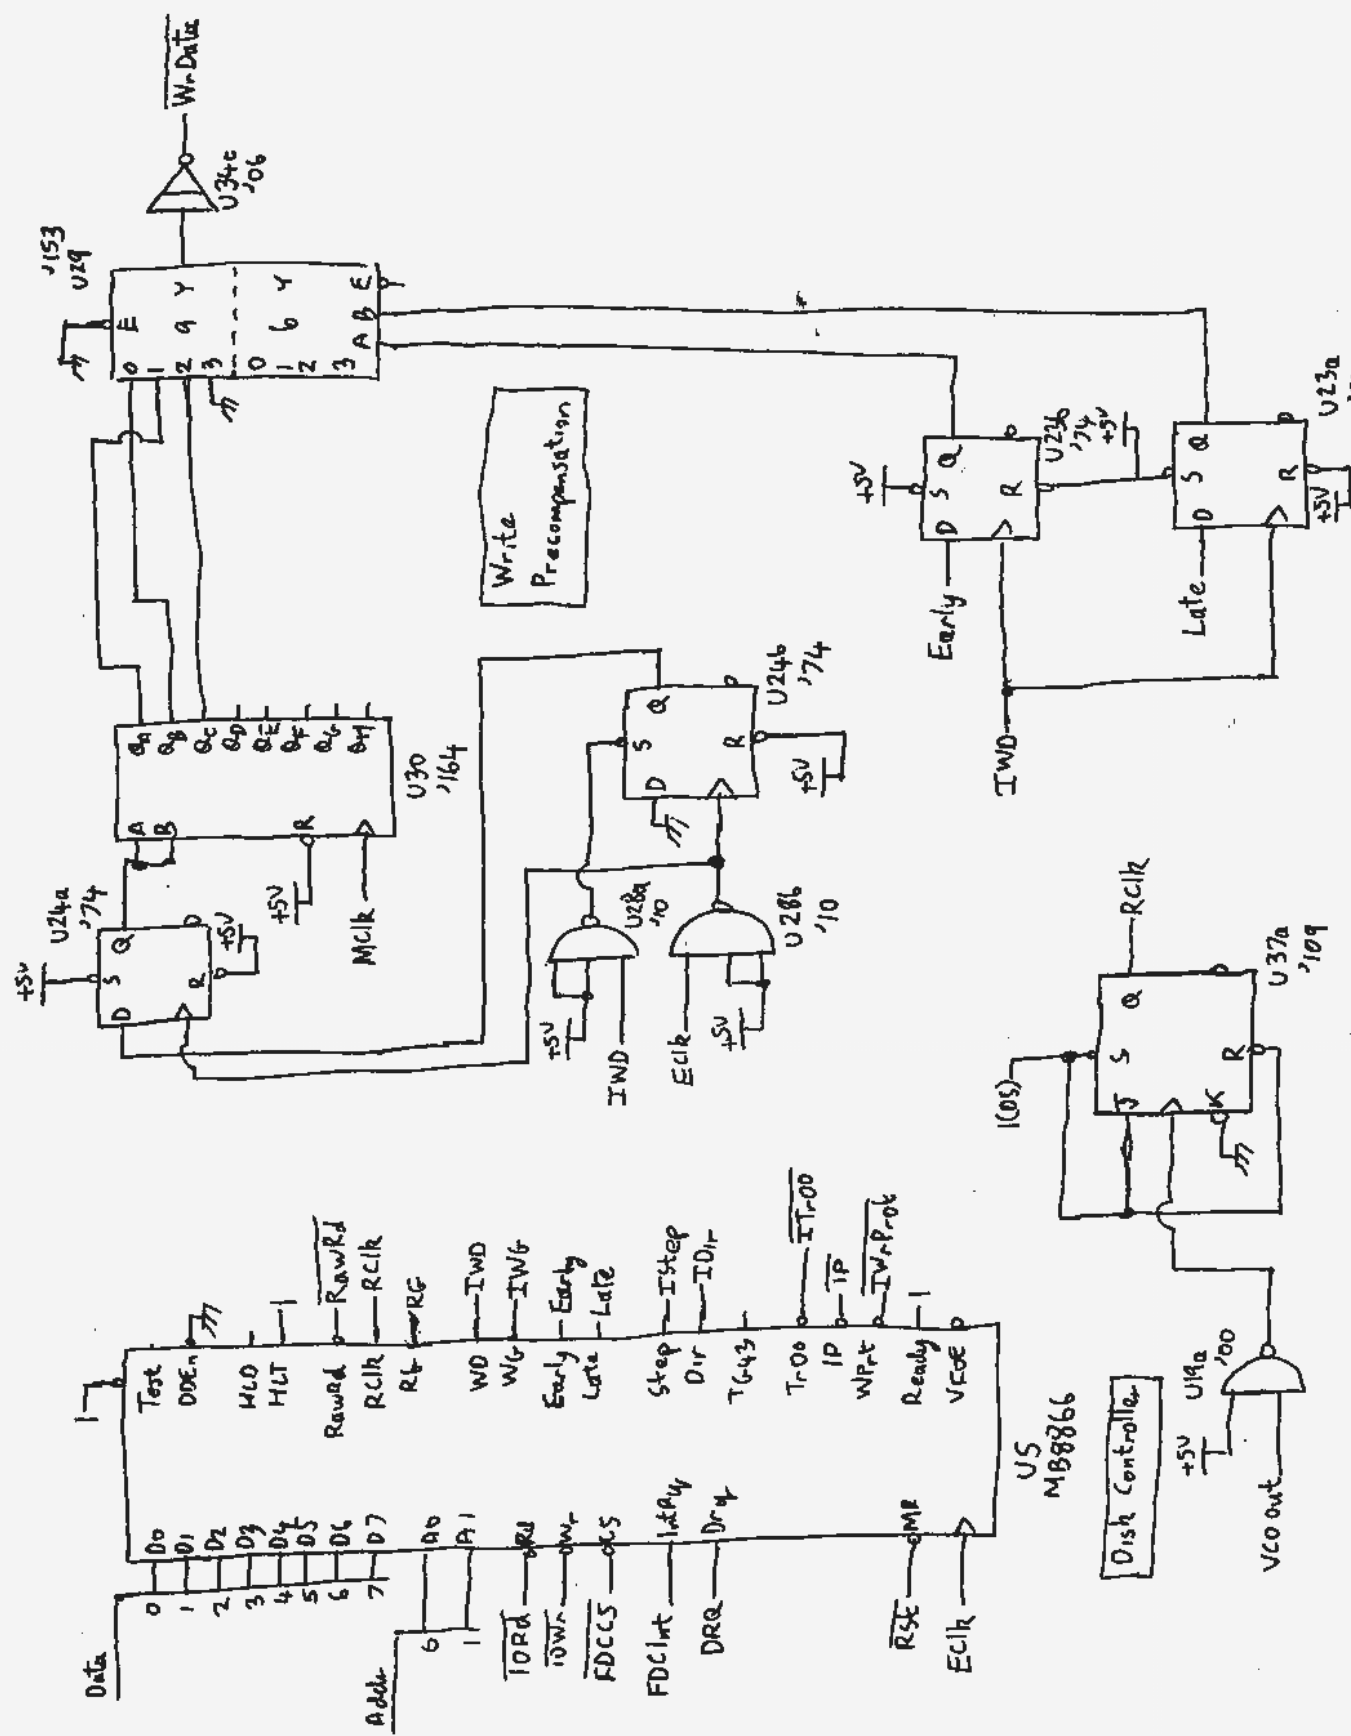 Data
0
1
2
3
4
5
6
7
D0
D1
D2
D3
D4
D5
D6
D7
Addr
0
1
A0
A1
IORd
Rd
IOWr
Wr
FDCCS
CS
FDCInt
IntRq
DRQ
Drq
Rst
MR
EClk
1
Test
DDEn
HLD
HLT
1
RawRd
RawRd
RClk
RClk
RG
RG
WD
IWD
WG
IWG
Early
Early
Late
Late
Step
IStep
Dir
IDir
TG43
Tr00
ITr00
IP
IP
WPrt
IWrProt
Ready
1
VFOE
U5
MB8866
Disk Controller
+5V
VCOout
U19a
'00
1(05)
J
S
Q
K
R
RClk
U37a
'109
+5V
D
S
Q
R
+5V
U24a
'74
A
B
R
+5V
MClk
QA
QB
QC
QD
QE
QF
QG
QH
U30
'164
+5V
IWD
U28a
'10
EClk
+5V
U28b
'10
D
S
Q
R
+5V
U24b
'74
Write
Precompensation
'153
U29
E
0
1
2
3
a
Y
0
1
2
3
b
Y
A
B
E
U34c
'06
WrData
IWD
Early
+5V
D
S
Q
R
U23b
'74
+5V
Late
D
S
Q
R
+5V
U23a